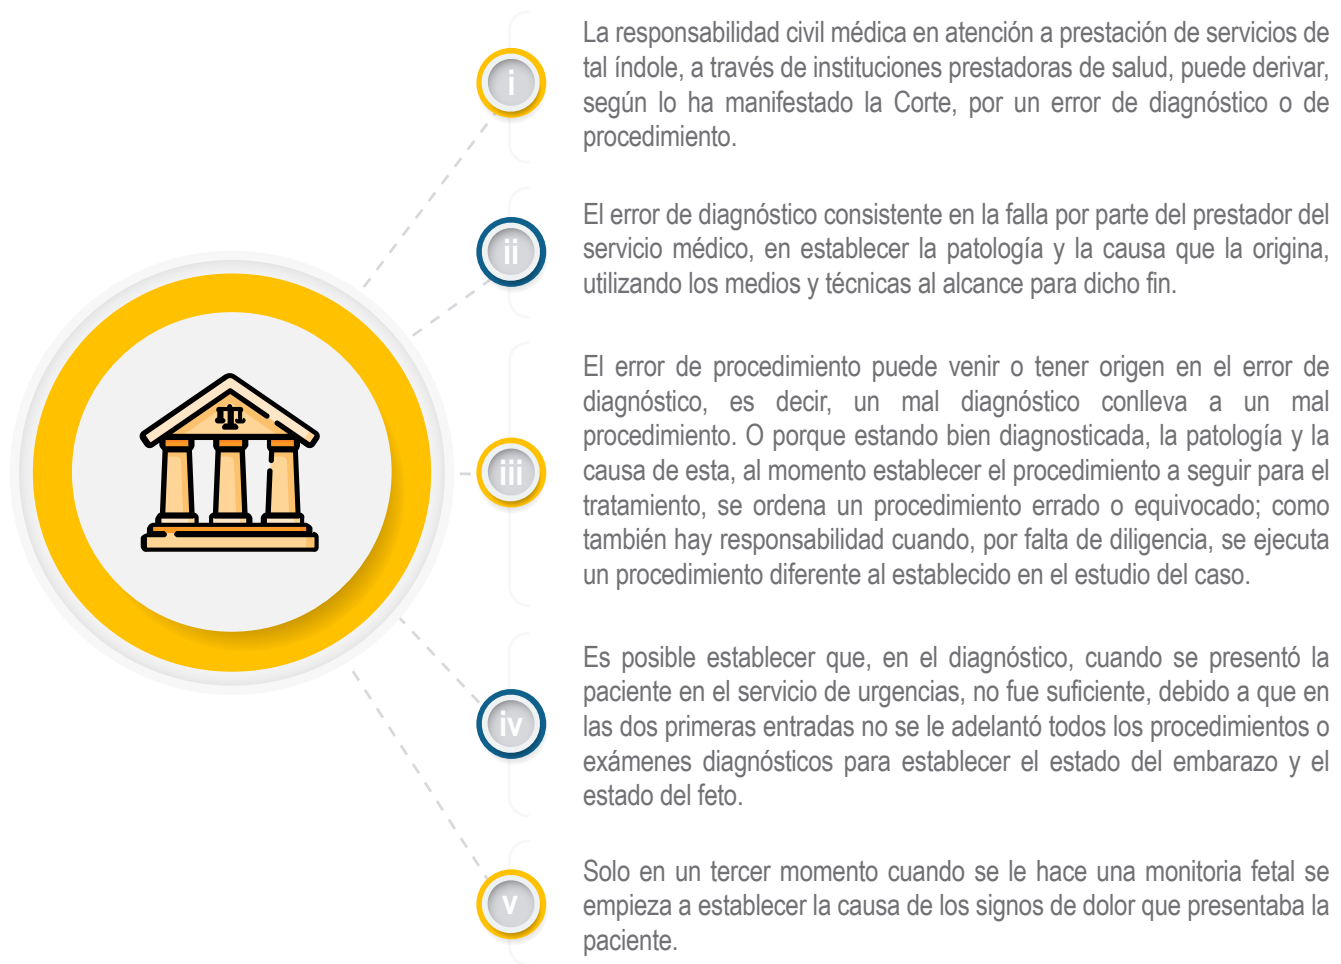 i
La responsabilidad civil médica en atención a prestación de servicios de
tal índole, a través de instituciones prestadoras de salud, puede derivar,
según lo ha manifestado la Corte, por un error de diagnóstico o de
procedimiento.
ii
El error de diagnóstico consistente en la falla por parte del prestador del
servicio médico, en establecer la patología y la causa que la origina,
utilizando los medios y técnicas al alcance para dicho fin.
iii
El error de procedimiento puede venir o tener origen en el error de
diagnóstico, es decir, un mal diagnóstico conlleva a un mal
procedimiento. O porque estando bien diagnosticada, la patología y la
causa de esta, al momento establecer el procedimiento a seguir para el
tratamiento, se ordena un procedimiento errado o equivocado; como
también hay responsabilidad cuando, por falta de diligencia, se ejecuta
un procedimiento diferente al establecido en el estudio del caso.
iv
Es posible establecer que, en el diagnóstico, cuando se presentó la
paciente en el servicio de urgencias, no fue suficiente, debido a que en
las dos primeras entradas no se le adelantó todos los procedimientos o
exámenes diagnósticos para establecer el estado del embarazo y el
estado del feto.
v
Solo en un tercer momento cuando se le hace una monitoria fetal se
empieza a establecer la causa de los signos de dolor que presentaba la
paciente.